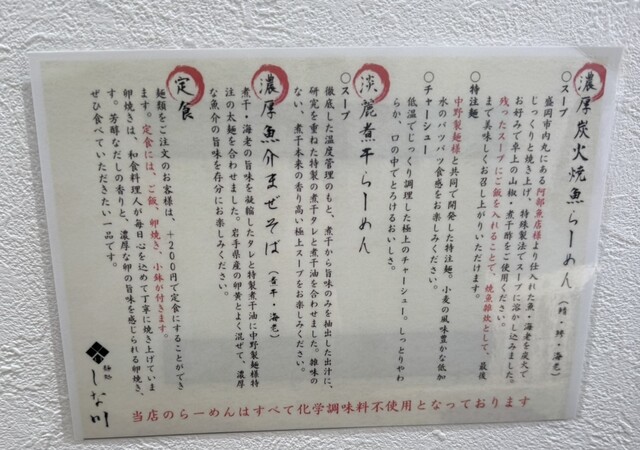 濃厚炭火焼魚らーめん（鯖・鯵・海老）
○スープ
盛岡市内丸にある阿部魚店様より仕入れた魚・海老を炭火で
じっくりと焼き上げ、特殊製法でスープに溶かし込みました。
お好みで卓上の山椒・煮干酢をご使用ください。
残ったスープにご飯を入れることで、焼魚雑炊として、最後
まで美味しくお召し上がりいただけます。
○特注麺
中野製麺様と共同で開発した特注麺。小麦の風味豊かな低加
水のパッパツ食感をお楽しみください。
○チャーシュー
低温でじっくり調理した極上のチャーシュー。しっとりやわ
らか、口の中でとろけるおいしさ。
淡麗煮干らーめん
○スープ
徹底した温度管理のもと、煮干から旨味のみを抽出した出汁に、
研究を重ねた特製の煮干タレと煮干油を合わせました。雑味の
ない、煮干本来の香り高い極上スープをお楽しみください。
濃厚魚介まぜそば（煮干・海老）
煮干・海老の旨味を凝縮したタレと特製煮干油に中野製麺様特
注の太麺を合わせました。岩手県産の卵黄とよく混ぜて、濃厚
な魚介の旨味を存分にお楽しみください。
定食
麺類をご注文のお客様は、＋200円で定食にすることができ
ます。定食には、ご飯、卵焼き、小鉢が付きます。
卵焼きは、和食料理人が毎日心を込めて丁寧に焼き上げていま
す。芳醇なだしの香りと、濃厚な卵の旨味を感じられる卵焼き、
ぜひ食べていただきたい一品です。
麺処
しな川
当店のらーめんはすべて化学調味料不使用となっております